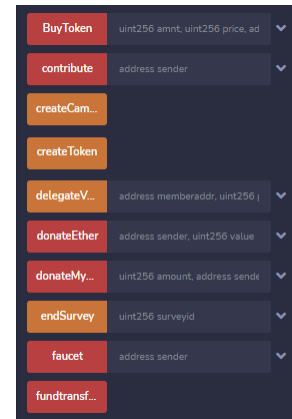 BuyToken uint256 amnt, uint256 price, ad
contribute address sender
createCam...
createToken
delegateV... address memberaddr, uint256
donateEther address sender, uint256 value
donateMy... uint256 amount, address sende
endSurvey uint256 surveyid
faucet address sender
fundtransf...